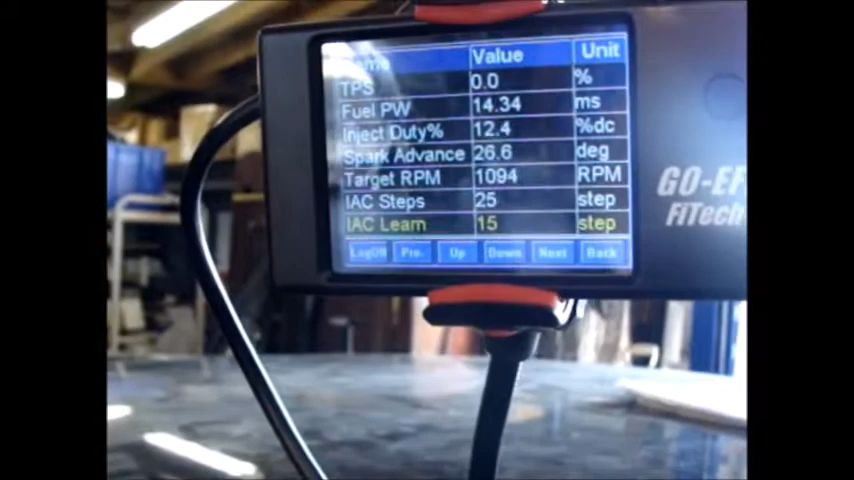 Name Value Unit
TPS 0.0 %
Fuel PW 14.34 ms
Inject Duty% 12.4 %dc
Spark Advance 26.6 deg
Target RPM 1094 RPM
IAC Steps 25 step
IAC Learn 15 step
LogON Pre. Up Down Next Back
GO-EF
FiTech